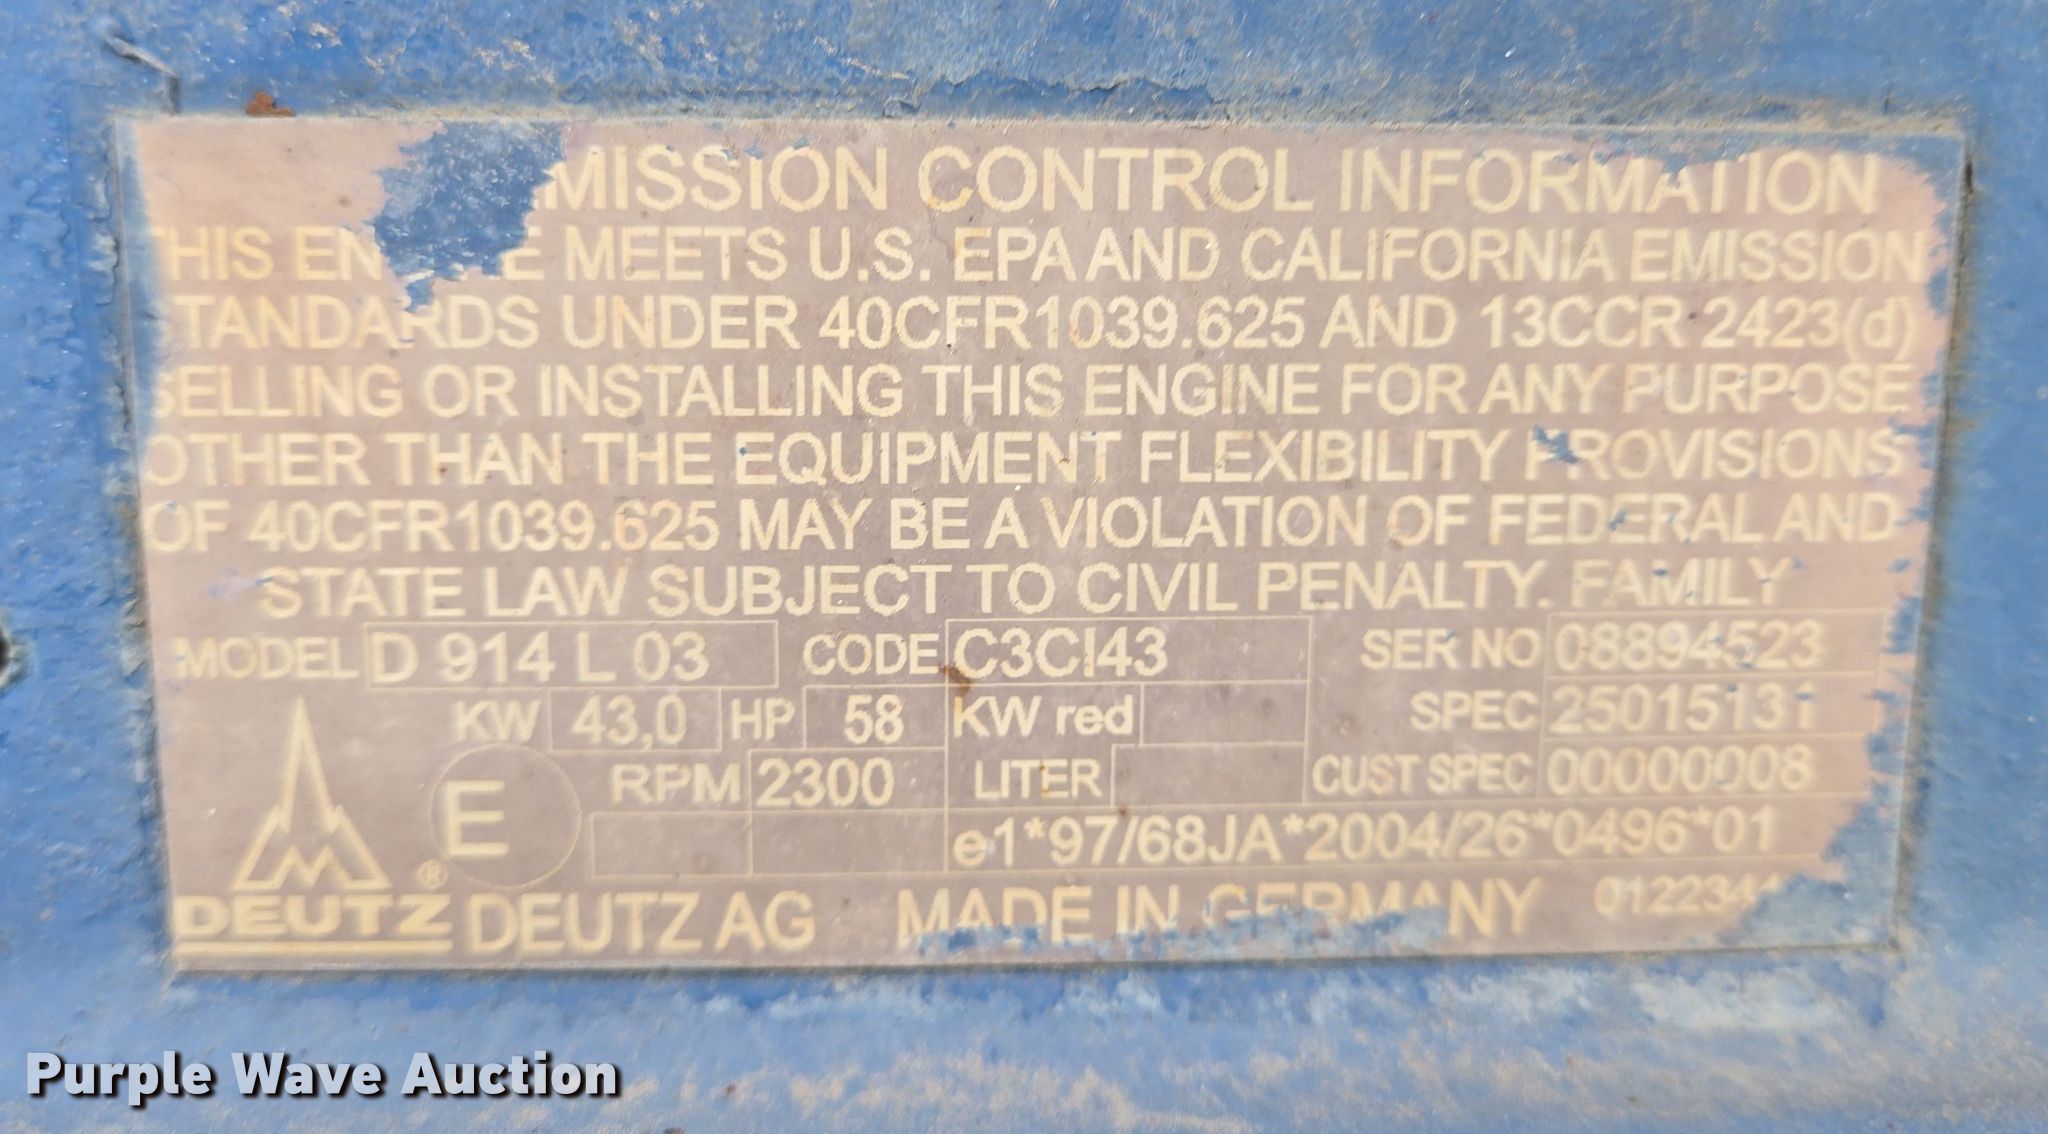 MISSION CONTROL INFORMATION
THIS ENGINE MEETS U.S. EPA AND CALIFORNIA EMISSION
STANDARDS UNDER 40CFR1039.625 AND 13CCR 2423(d)
SELLING OR INSTALLING THIS ENGINE FOR ANY PURPOSE
OTHER THAN THE EQUIPMENT FLEXIBILITY PROVISIONS
OF 40CFR1039.625 MAY BE A VIOLATION OF FEDERAL AND
STATE LAW SUBJECT TO CIVIL PENALTY. FAMIILY
MODEL D 914 L 03 CODE C3CI43 SER NO 08894523
KW 43,0 HP 58 KW red SPEC 25015131
E RPM 2300 LITER CUST SPEC 00000008
e1*97/68JA*2004/26*0496*01
DEUTZ ® DEUTZ AG MADE IN GERMANY
Purple Wave Auction